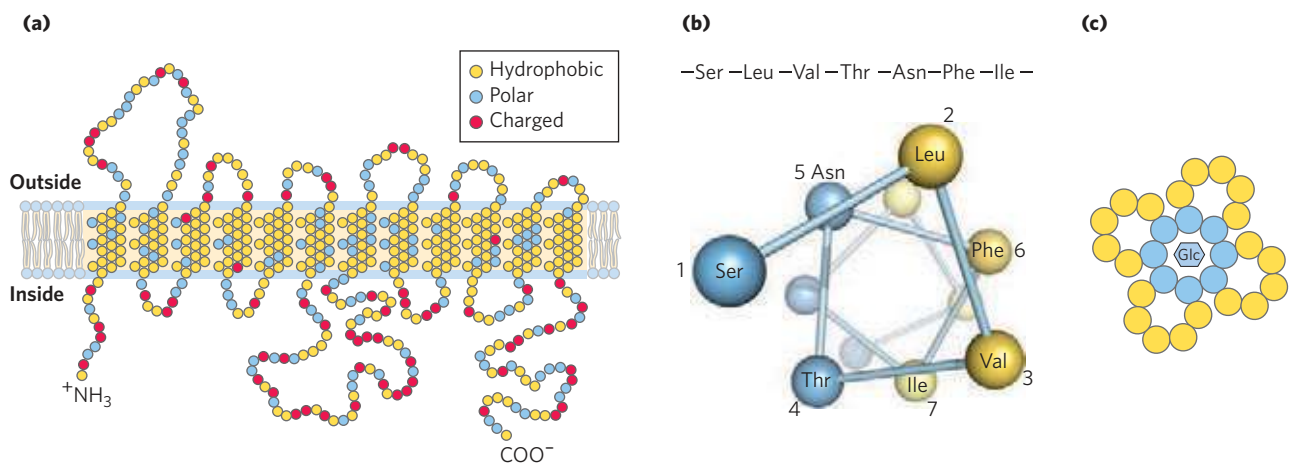 (a)
Hydrophobic
Polar
Charged
Outside
Inside
+NH3
COO−
(b)
—Ser—Leu—Val—Thr—Asn—Phe—Ile—
2
Leu
5 Asn
Phe 6
1 Ser
Val
3
Thr
4
Ile
7
(c)
Glc